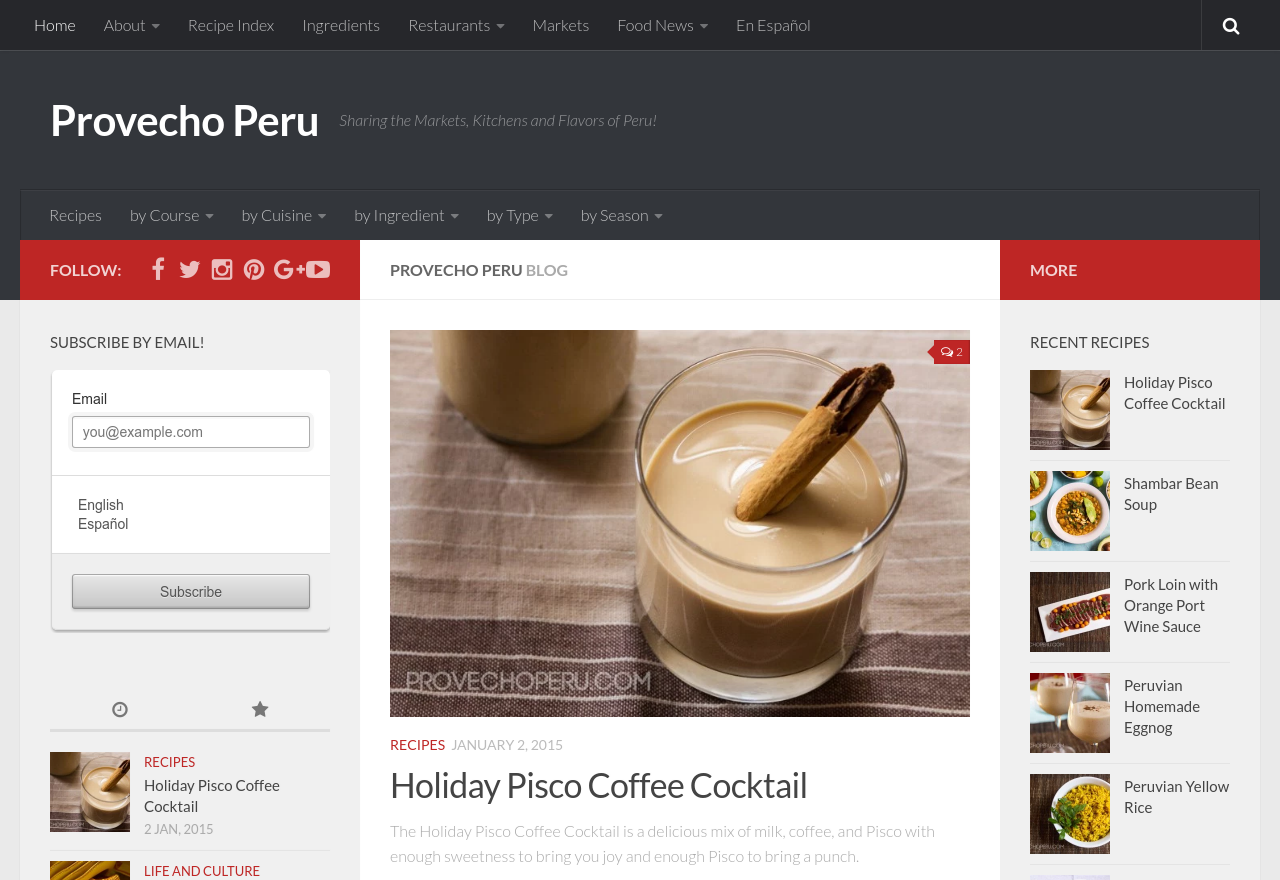 Home About Recipe Index Ingredients Restaurants Markets Food News En Español
Provecho Peru Sharing the Markets, Kitchens and Flavors of Peru!
Recipes by Course by Cuisine by Ingredient by Type by Season
FOLLOW:
SUBSCRIBE BY EMAIL!
Email
you@example.com
English
Español
Subscribe
RECIPES
Holiday Pisco Coffee
Cocktail
2 JAN, 2015
LIFE AND CULTURE
PROVECHO PERU BLOG
2
PROVECHOPERU.COM
RECIPES JANUARY 2, 2015
Holiday Pisco Coffee Cocktail
The Holiday Pisco Coffee Cocktail is a delicious mix of milk, coffee, and Pisco with
enough sweetness to bring you joy and enough Pisco to bring a punch.
MORE
RECENT RECIPES
Holiday Pisco
Coffee Cocktail
Shambar Bean
Soup
Pork Loin with
Orange Port
Wine Sauce
Peruvian
Homemade
Eggnog
Peruvian Yellow
Rice